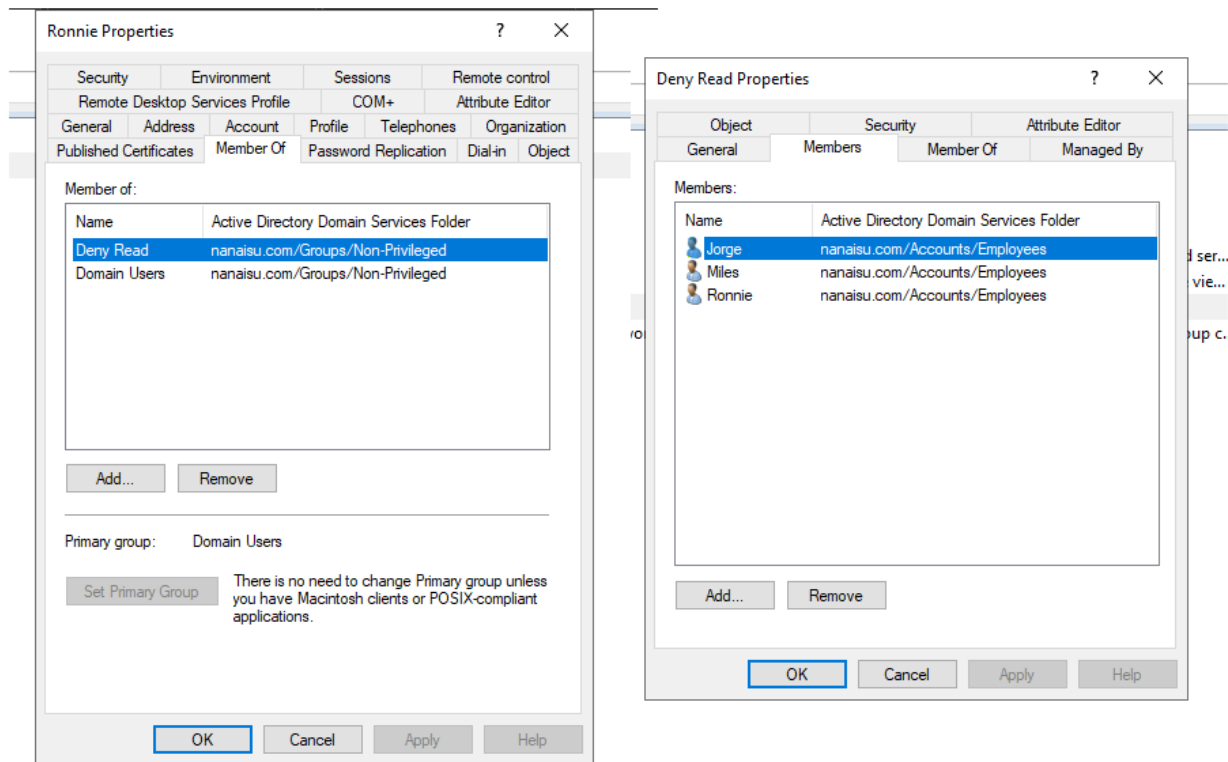 Ronnie Properties
Security Environment Sessions Remote control
Remote Desktop Services Profile COM+ Attribute Editor
General Address Account Profile Telephones Organization
Published Certificates Member Of Password Replication Dial-in Object
Member of:
Name Active Directory Domain Services Folder
Deny Read nanaisu.com/Groups/Non-Privileged
Domain Users nanaisu.com/Groups/Non-Privileged
Add... Remove
Primary group: Domain Users
Set Primary Group
There is no need to change Primary group unless
you have Macintosh clients or POSIX-compliant
applications.
OK Cancel Apply Help
Deny Read Properties
Object Security Attribute Editor
General Members Member Of Managed By
Members:
Name Active Directory Domain Services Folder
Jorge nanaisu.com/Accounts/Employees
Miles nanaisu.com/Accounts/Employees
Ronnie nanaisu.com/Accounts/Employees
Add... Remove
OK Cancel Apply Help
ser...
vie...